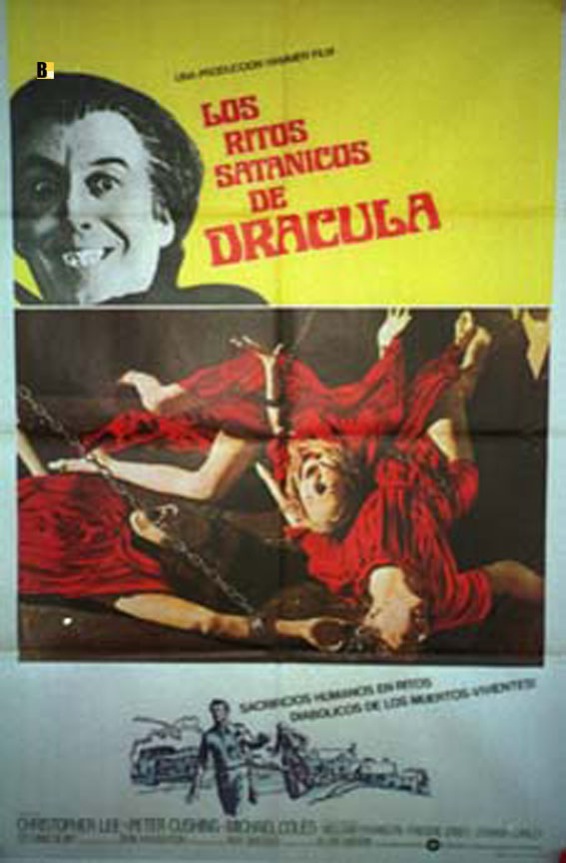 B
UNA PRODUCCION HAMMER FILM
LOS
RITOS
SATANICOS
DE
DRACULA
SACRIFICIOS HUMANOS EN RITOS
DIABOLICOS DE LOS MUERTOS-VIVIENTES!
CHRISTOPHER LEE PETER CUSHING MICHAEL COLES